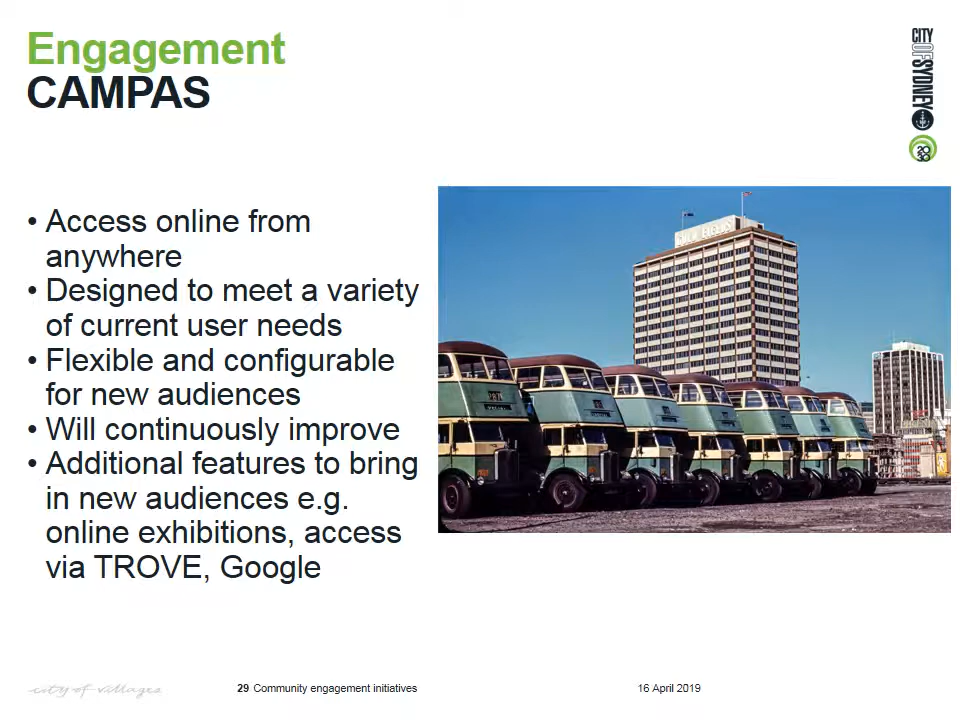 Engagement
CAMPAS
CITY OF SYDNEY
2030
• Access online from
anywhere
• Designed to meet a variety
of current user needs
• Flexible and configurable
for new audiences
• Will continuously improve
• Additional features to bring
in new audiences e.g.
online exhibitions, access
via TROVE, Google
city of villages
29 Community engagement initiatives
16 April 2019